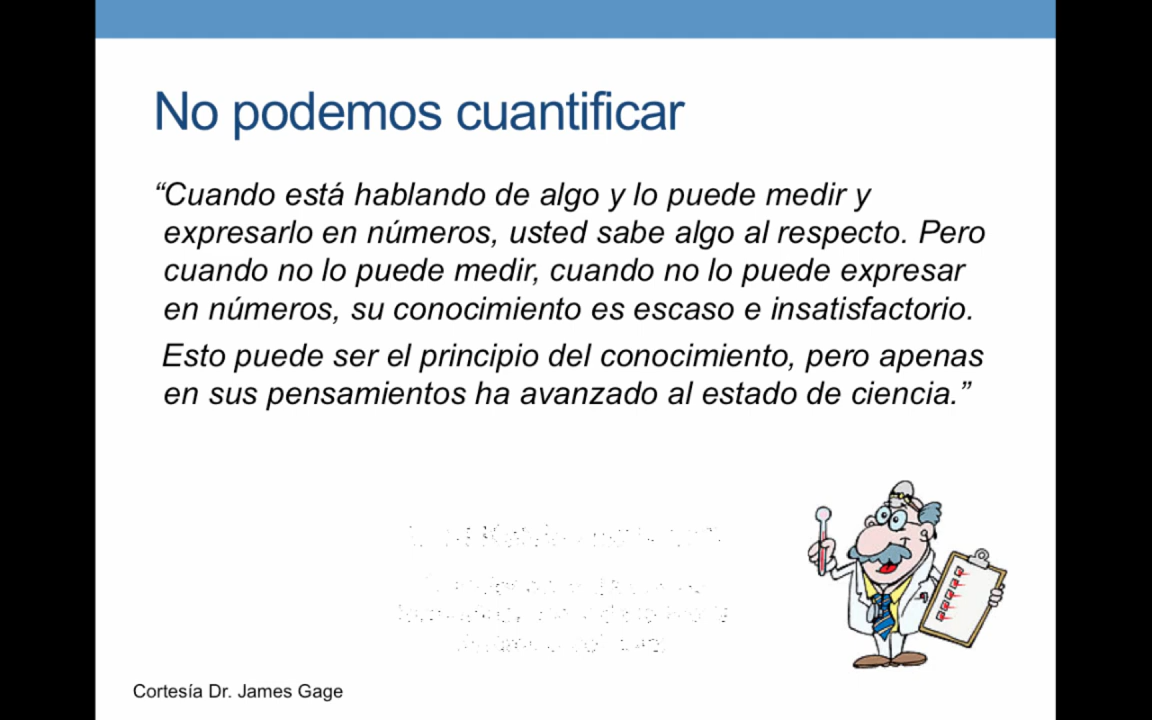 No podemos cuantificar
“Cuando está hablando de algo y lo puede medir y
expresarlo en números, usted sabe algo al respecto. Pero
cuando no lo puede medir, cuando no lo puede expresar
en números, su conocimiento es escaso e insatisfactorio.
Esto puede ser el principio del conocimiento, pero apenas
en sus pensamientos ha avanzado al estado de ciencia.”
Cortesía Dr. James Gage